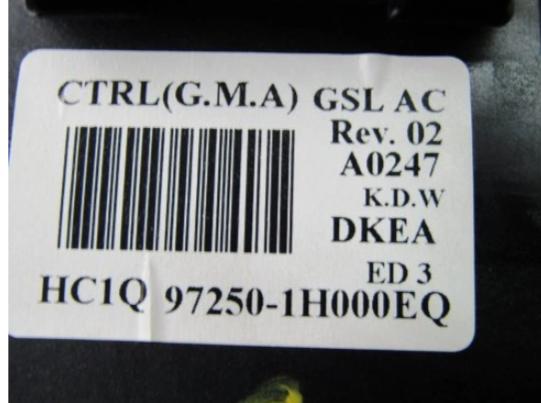 CTRL(G.M.A) GSL AC
Rev. 02
A0247
K.D.W
DKEA
ED 3
HC1Q 97250-1H000EQ